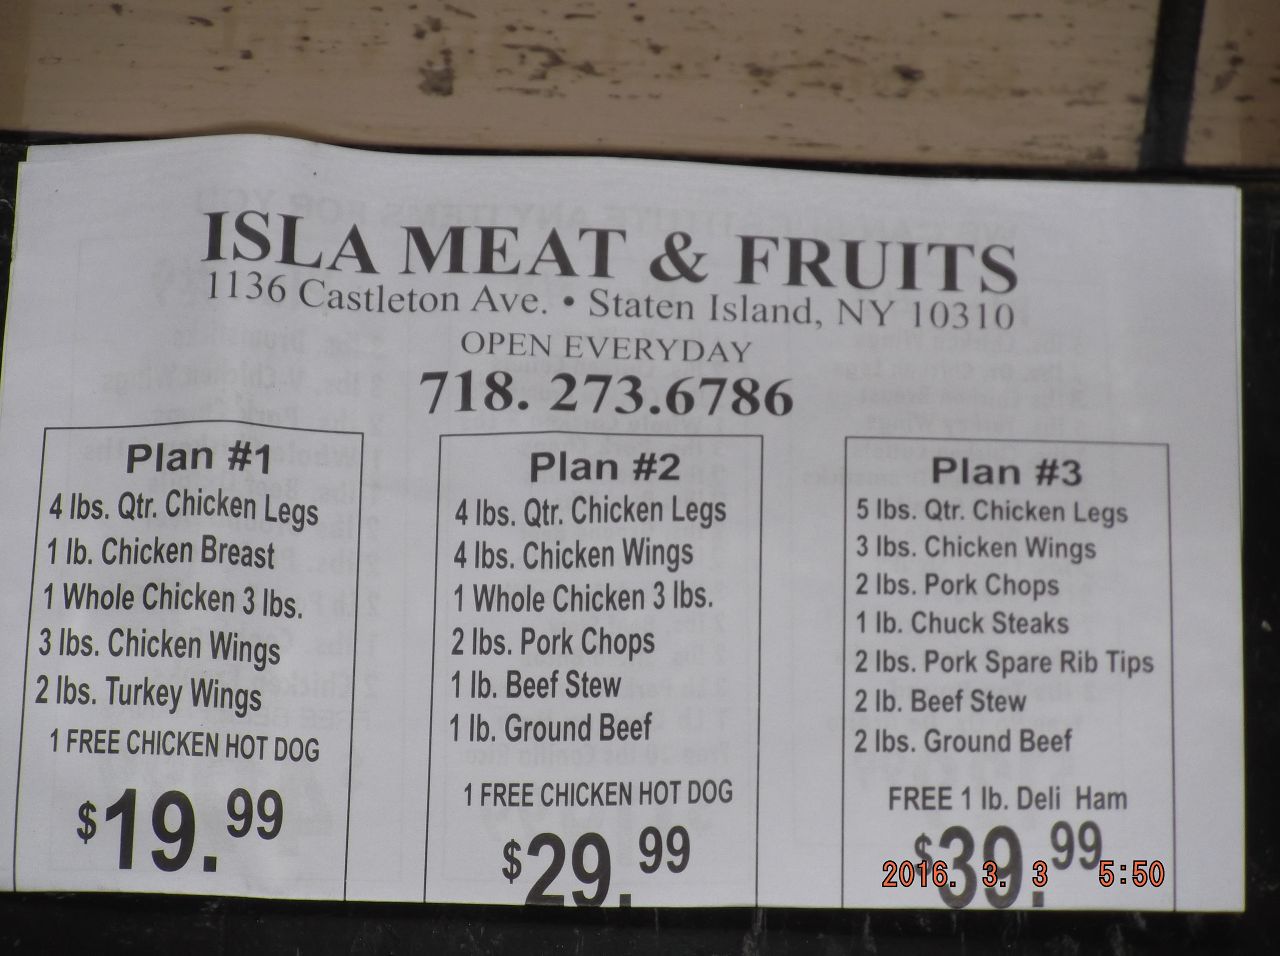 ISLA MEAT & FRUITS
1136 Castleton Ave. • Staten Island, NY 10310
OPEN EVERYDAY
718. 273.6786
Plan #1
4 lbs. Qtr. Chicken Legs
1 lb. Chicken Breast
1 Whole Chicken 3 lbs.
3 lbs. Chicken Wings
2 lbs. Turkey Wings
1 FREE CHICKEN HOT DOG
$19.99
Plan #2
4 lbs. Qtr. Chicken Legs
4 lbs. Chicken Wings
1 Whole Chicken 3 lbs.
2 lbs. Pork Chops
1 lb. Beef Stew
1 lb. Ground Beef
1 FREE CHICKEN HOT DOG
$29.99
Plan #3
5 lbs. Qtr. Chicken Legs
3 lbs. Chicken Wings
2 lbs. Pork Chops
1 lb. Chuck Steaks
2 lbs. Pork Spare Rib Tips
2 lb. Beef Stew
2 lbs. Ground Beef
FREE 1 lb. Deli Ham
$39.99
2016. 3. 3 5:50